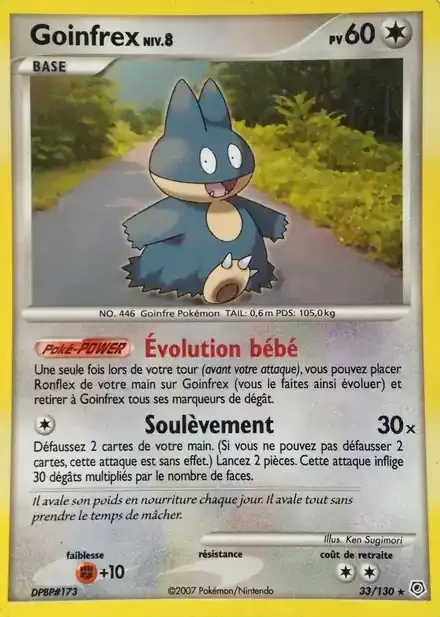 Goinfrex NIV.8 PV 60
BASE
NO. 446 Goinfre Pokémon TAIL: 0,6 m PDS: 105,0 kg
Poké-POWER Évolution bébé
Une seule fois lors de votre tour (avant votre attaque), vous pouvez placer
Ronflex de votre main sur Goinfrex (vous le faites ainsi évoluer) et
retirer à Goinfrex tous ses marqueurs de dégât.
Soulèvement 30x
Défaussez 2 cartes de votre main. (Si vous ne pouvez pas défausser 2
cartes, cette attaque est sans effet.) Lancez 2 pièces. Cette attaque inflige
30 dégâts multipliés par le nombre de faces.
Il avale son poids en nourriture chaque jour. Il avale tout sans
prendre le temps de mâcher.
Illus. Ken Sugimori
faiblesse résistance coût de retraite
+10
DPBP#173 ©2007 Pokémon/Nintendo 33/130 ★